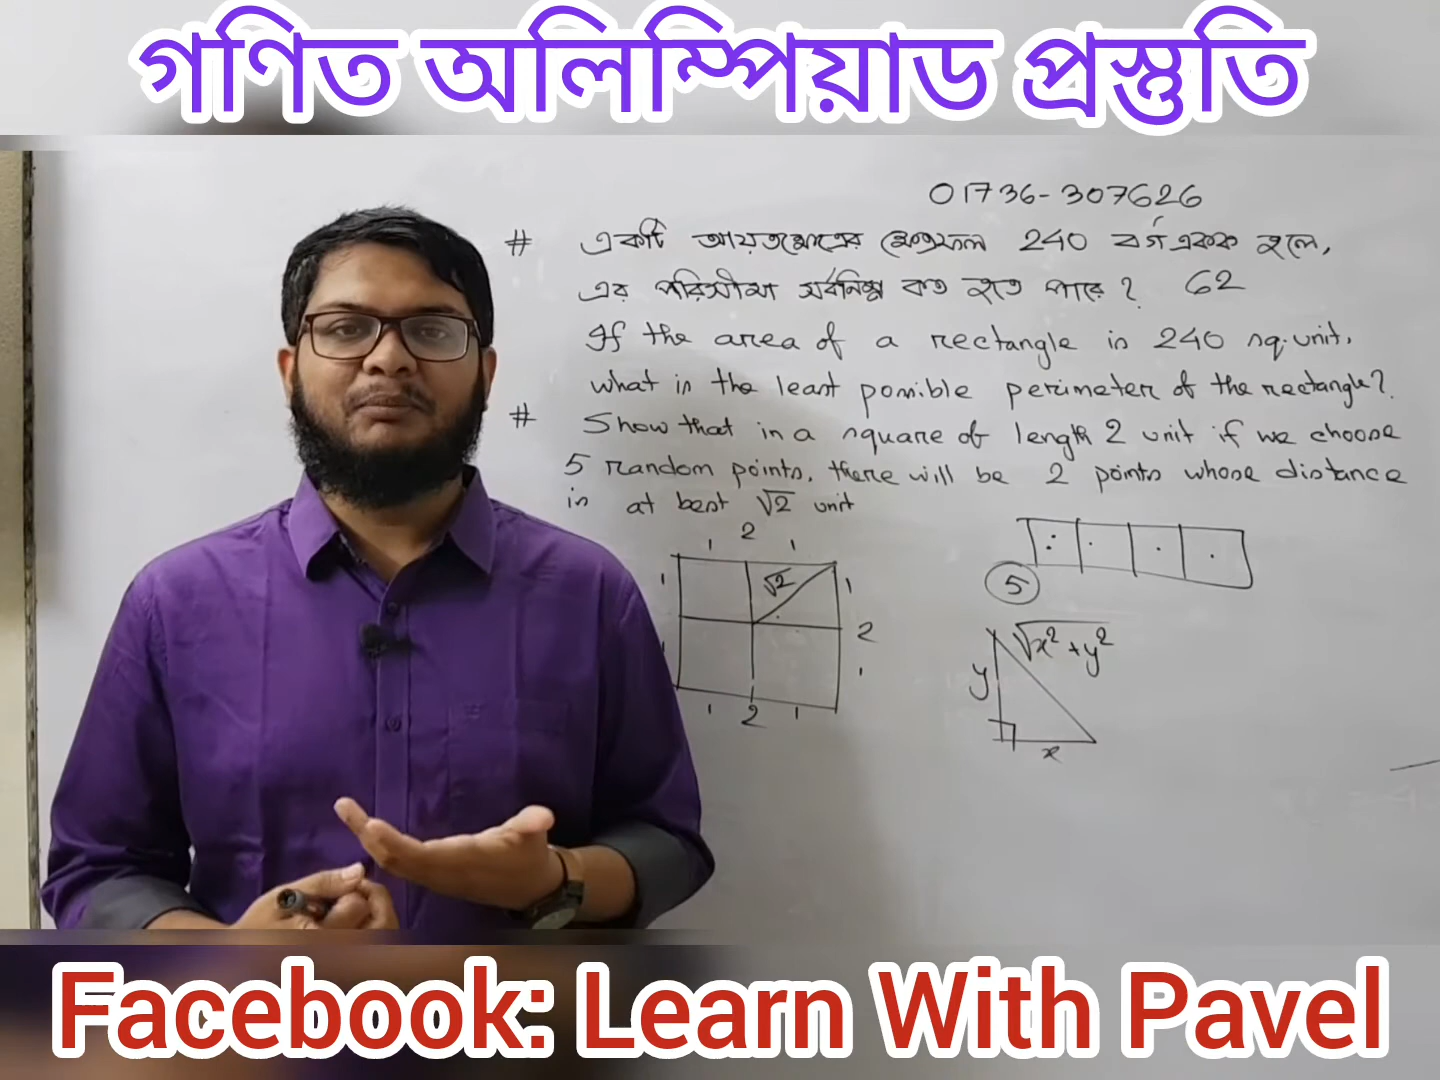 গণিত অলিম্পিয়াড প্রস্তুতি
01736-307626
# একটি আয়তক্ষেত্রের ক্ষেত্রফল 240 বর্গ একক হলে,
এর পরিসীমা সর্বনিম্ন কত হতে পারে? 62
If the area of a rectangle is 240 sq. unit,
what is the least possible perimeter of the rectangle?
# Show that in a square of length 2 unit if we choose
5 random points, there will be 2 points whose distance
is at best √2 unit
2
1 1
1 √2 1
2
1
1 2 1
5
√x² + y²
y
x
Facebook: Learn With Pavel